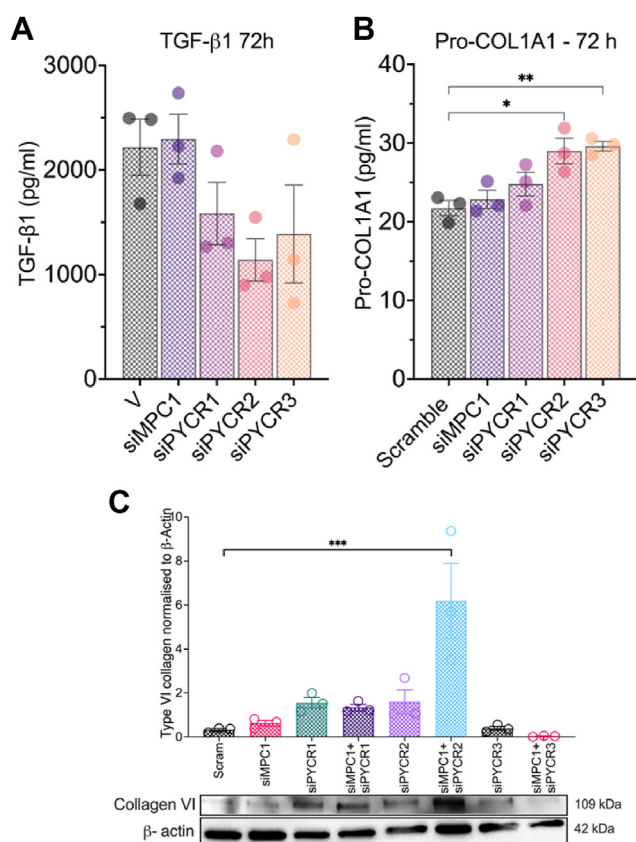 A
TGF-β1 72h
TGF-β1 (pg/ml)
3000
2000
1000
0
V
siMPC1
siPYCR1
siPYCR2
siPYCR3
B
Pro-COL1A1 - 72 h
Pro-COL1A1 (pg/ml)
40
30
20
10
0
**
*
Scramble
siMPC1
siPYCR1
siPYCR2
siPYCR3
C
Type VI collagen normalised to β-Actin
10
8
6
4
2
0
***
Scram
siMPC1
siPYCR1
siMPC1+
siPYCR1
siPYCR2
siMPC1+
siPYCR2
siPYCR3
siMPC1+
siPYCR3
Collagen VI
109 kDa
β- actin
42 kDa